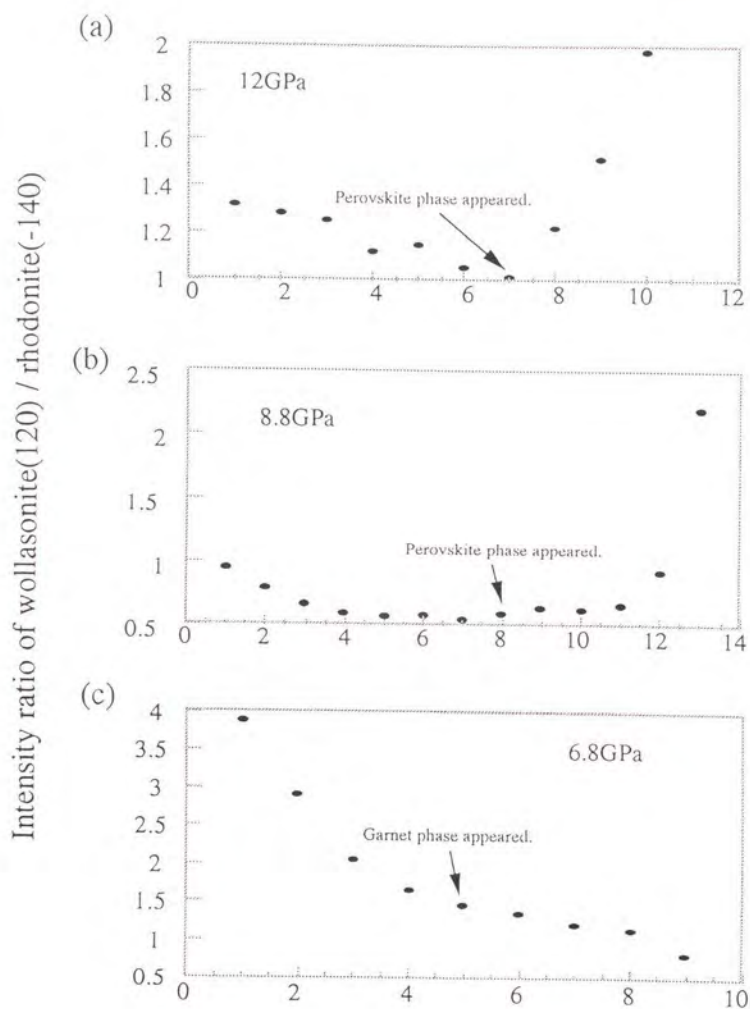 Intensity ratio of wollasonite(120) / rhodonite(-140)
(a)
12GPa
Perovskite phase appeared.
2
1.8
1.6
1.4
1.2
1
0 2 4 6 8 10 12
(b)
8.8GPa
Perovskite phase appeared.
2.5
2
1.5
1
0.5
0 2 4 6 8 10 12 14
(c)
6.8GPa
Garnet phase appeared.
4
3.5
3
2.5
2
1.5
1
0.5
0 2 4 6 8 10